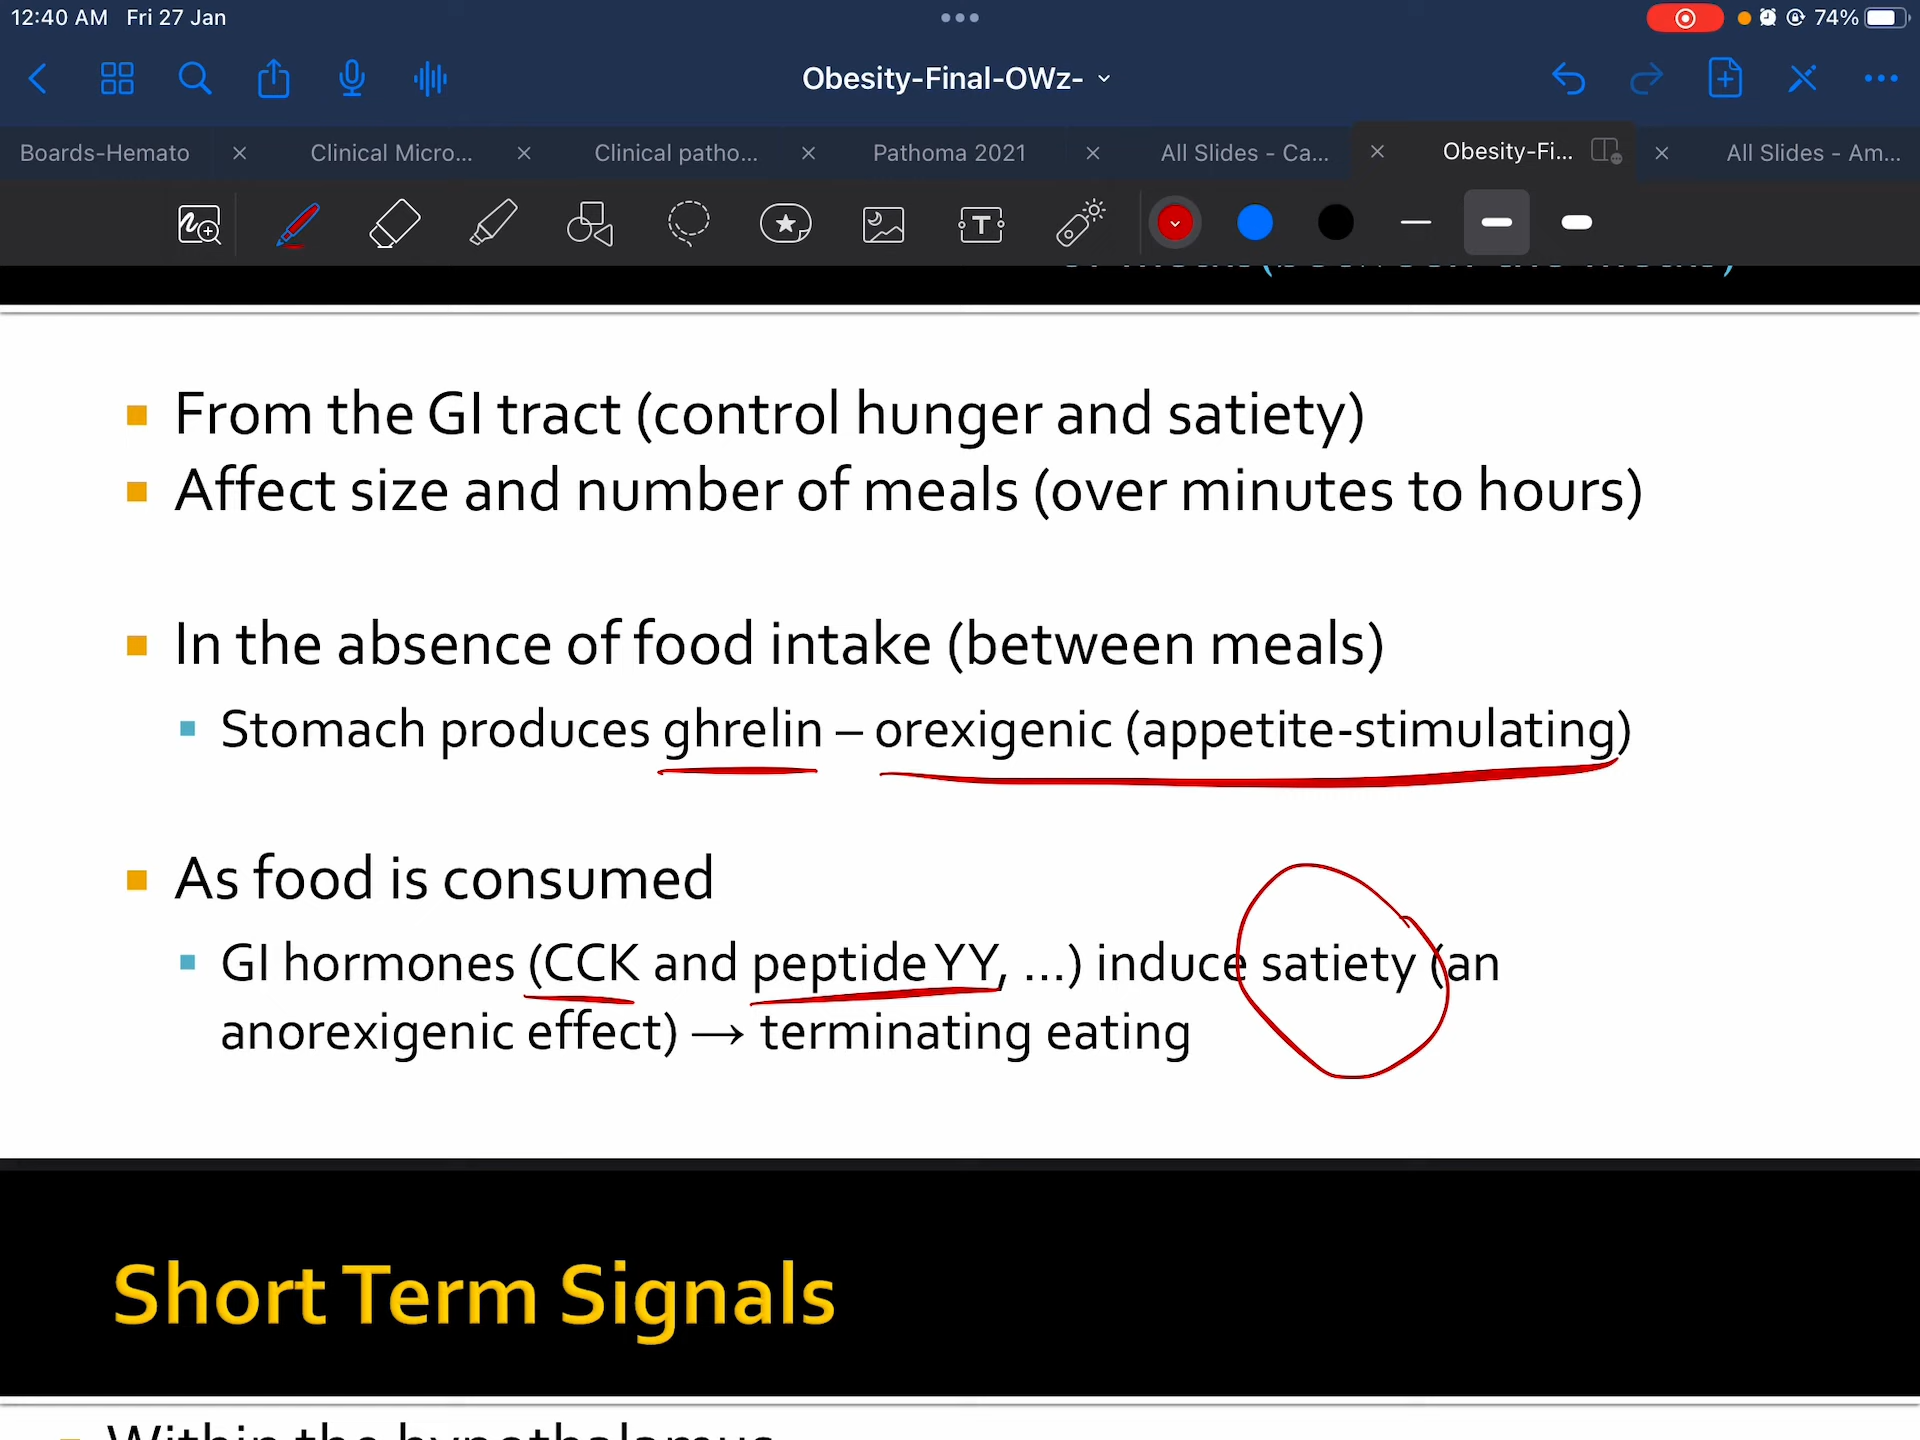 12:40 AM Fri 27 Jan
74%
Obesity-Final-OWz-
Boards-Hemato
Clinical Micro...
Clinical patho...
Pathoma 2021
All Slides - Ca...
Obesity-Fi...
All Slides - Am...
From the GI tract (control hunger and satiety)
Affect size and number of meals (over minutes to hours)
In the absence of food intake (between meals)
Stomach produces ghrelin – orexigenic (appetite-stimulating)
As food is consumed
GI hormones (CCK and peptide YY, ...) induce satiety (an
anorexigenic effect) → terminating eating
Short Term Signals
Within the hypothalamus